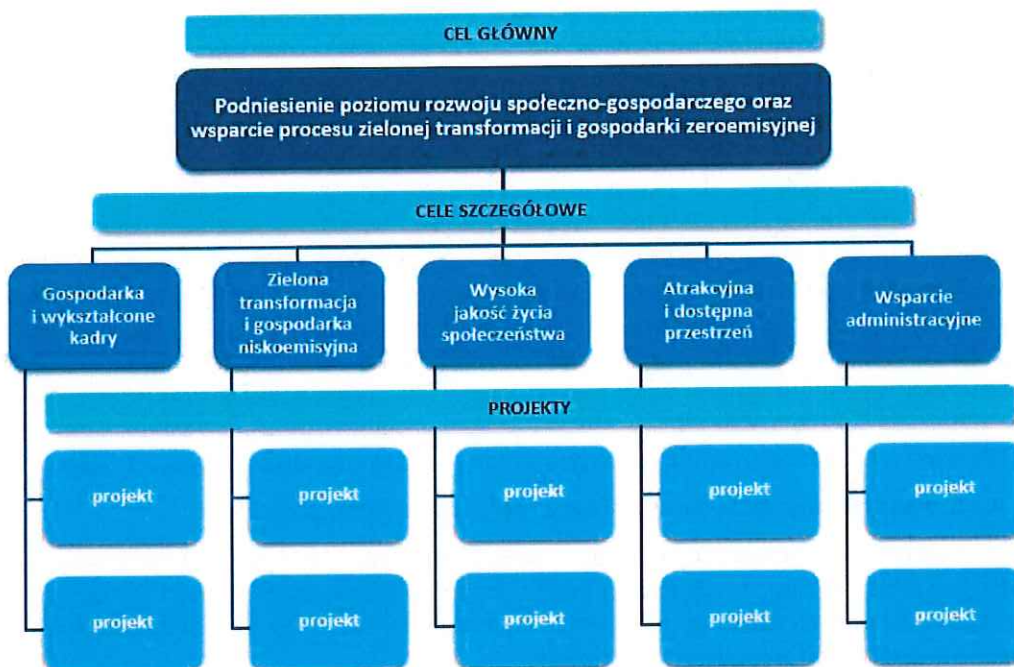 CEL GŁÓWNY
Podniesienie poziomu rozwoju społeczno-gospodarczego oraz
wsparcie procesu zielonej transformacji i gospodarki zeroemisyjnej
CELE SZCZEGÓŁOWE
Gospodarka
i wykształcone
kadry
Zielona
transformacja
i gospodarka
niskoemisyjna
Wysoka
jakość życia
społeczeństwa
Atrakcyjna
i dostępna
przestrzeń
Wsparcie
administracyjne
PROJEKTY
projekt
projekt
projekt
projekt
projekt
projekt
projekt
projekt
projekt
projekt